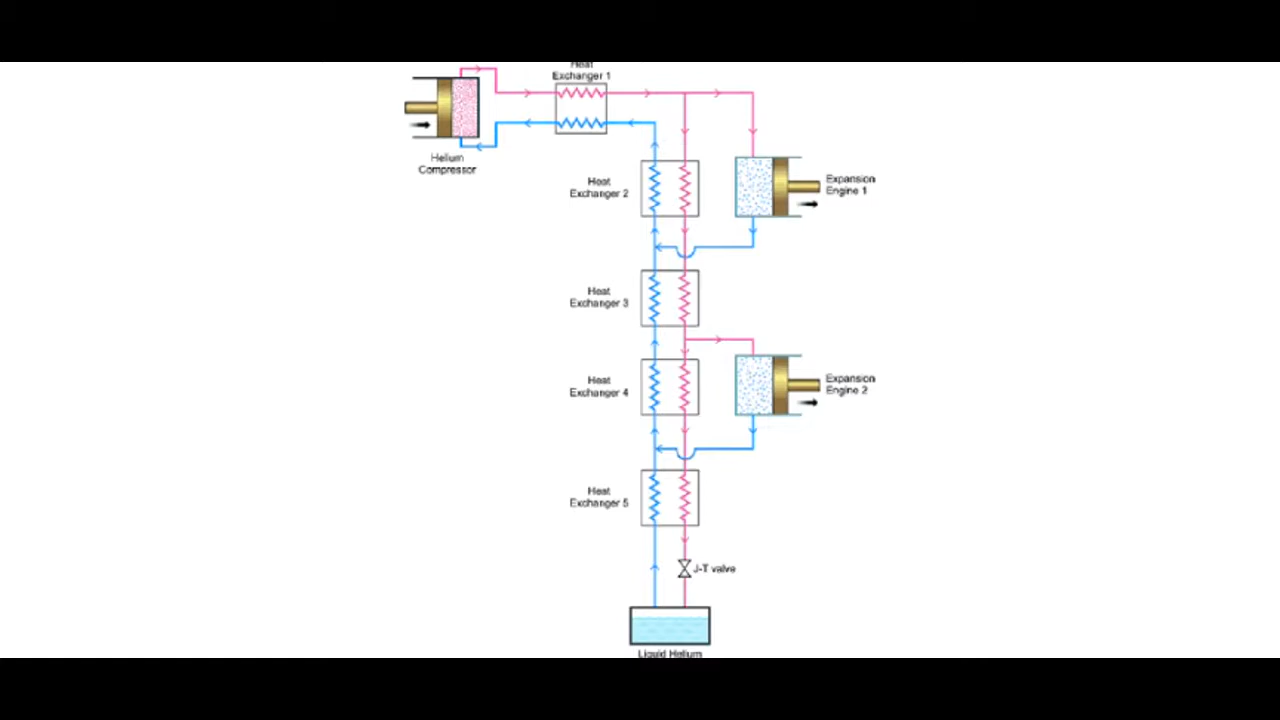 Heat
Exchanger 1
Helium
Compressor
Heat
Exchanger 2
Expansion
Engine 1
Heat
Exchanger 3
Heat
Exchanger 4
Expansion
Engine 2
Heat
Exchanger 5
J-T valve
Liquid Helium